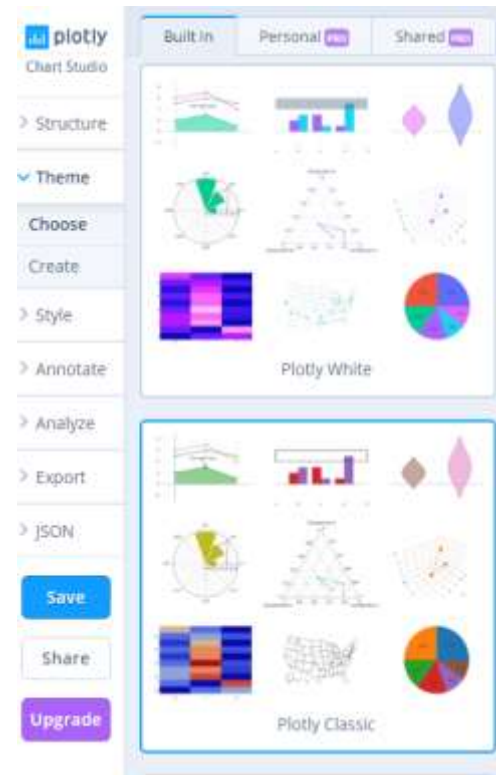 plotly
Chart Studio
Structure
Theme
Choose
Create
Style
Annotate
Analyze
Export
JSON
Save
Share
Upgrade
Built In
Personal PRO
Shared PRO
Plotly White
Plotly Classic